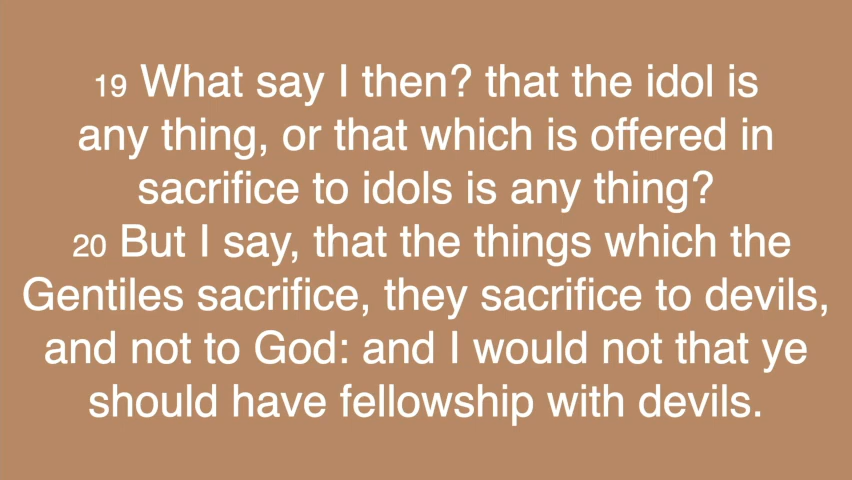 19 What say I then? that the idol is
any thing, or that which is offered in
sacrifice to idols is any thing?
20 But I say, that the things which the
Gentiles sacrifice, they sacrifice to devils,
and not to God: and I would not that ye
should have fellowship with devils.